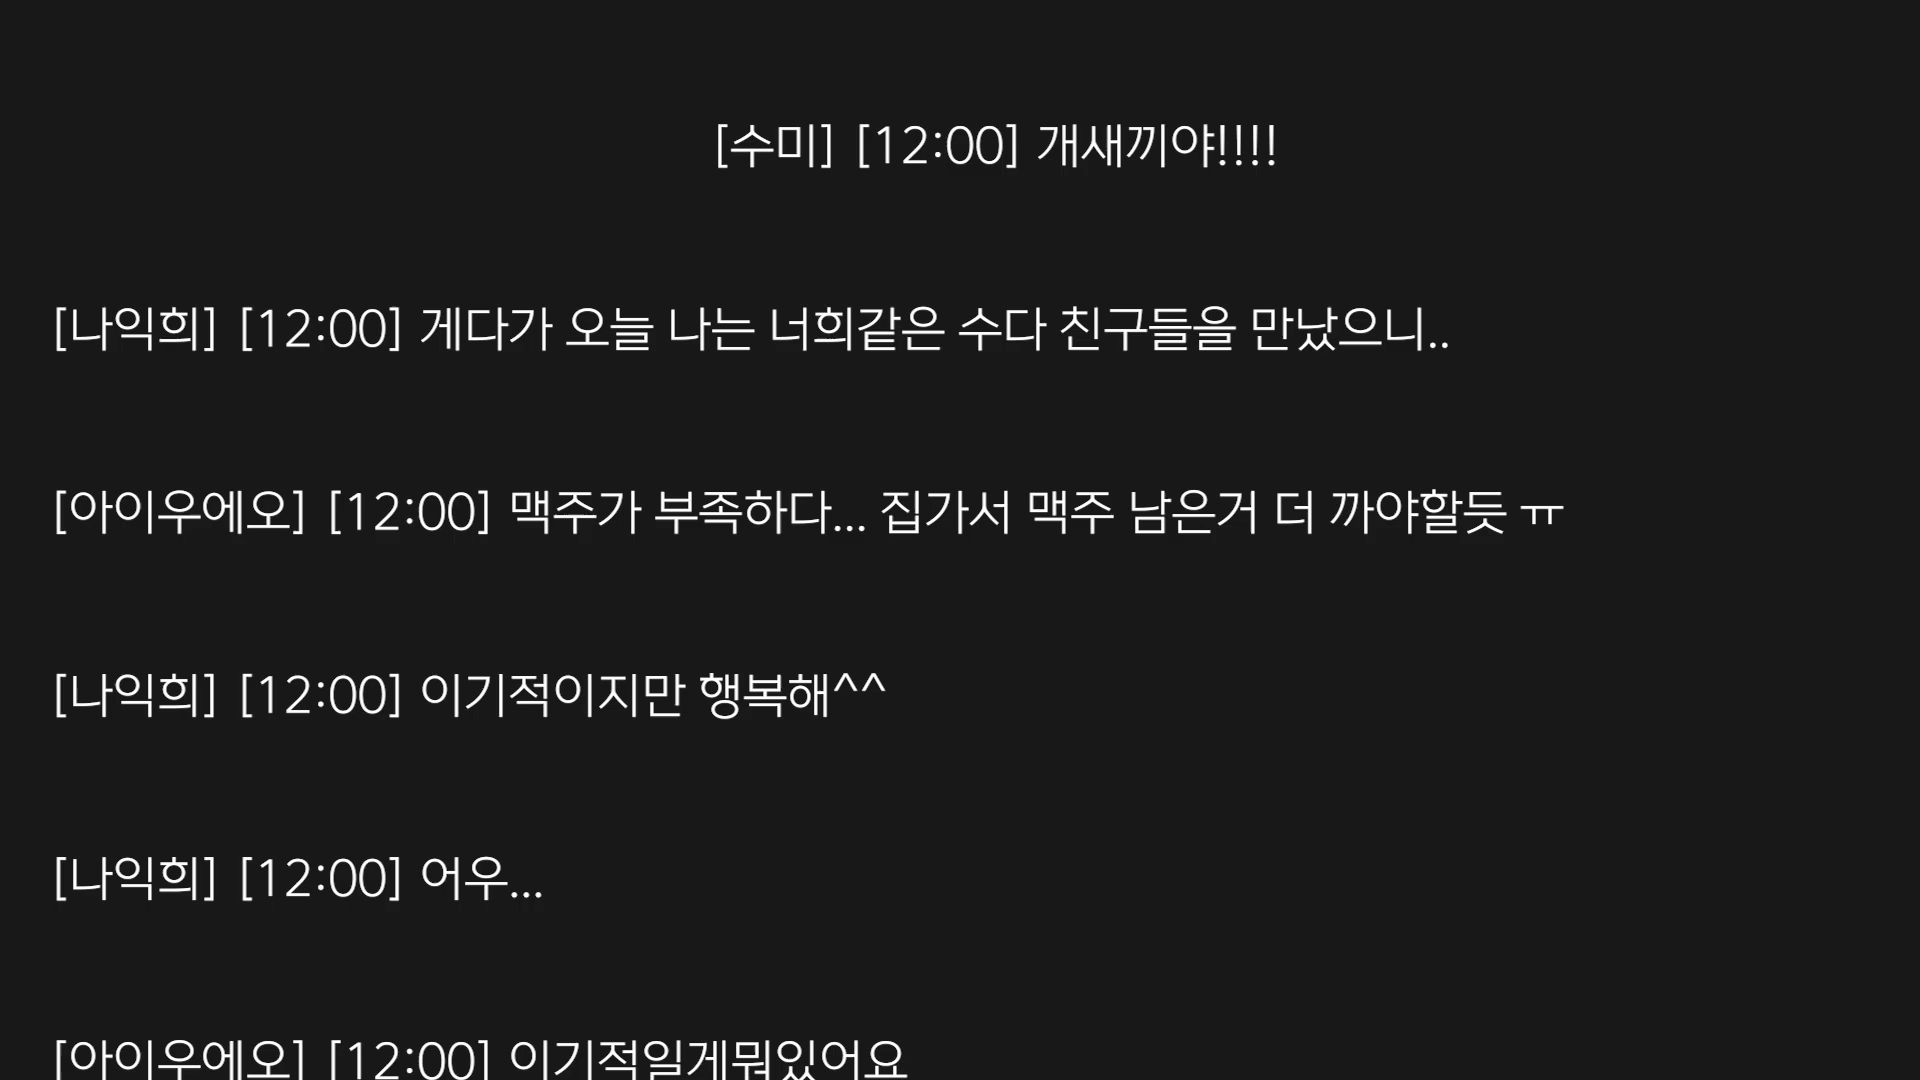 [수미] [12:00] 개새끼야!!!!
[나익희] [12:00] 게다가 오늘 나는 너희같은 수다 친구들을 만났으니..
[아이우에오] [12:00] 맥주가 부족하다... 집가서 맥주 남은거 더 까야할듯 ㅠ
[나익희] [12:00] 이기적이지만 행복해^^
[나익희] [12:00] 어우...
[아이우에오] [12:00] 이기적일게뭐있어요